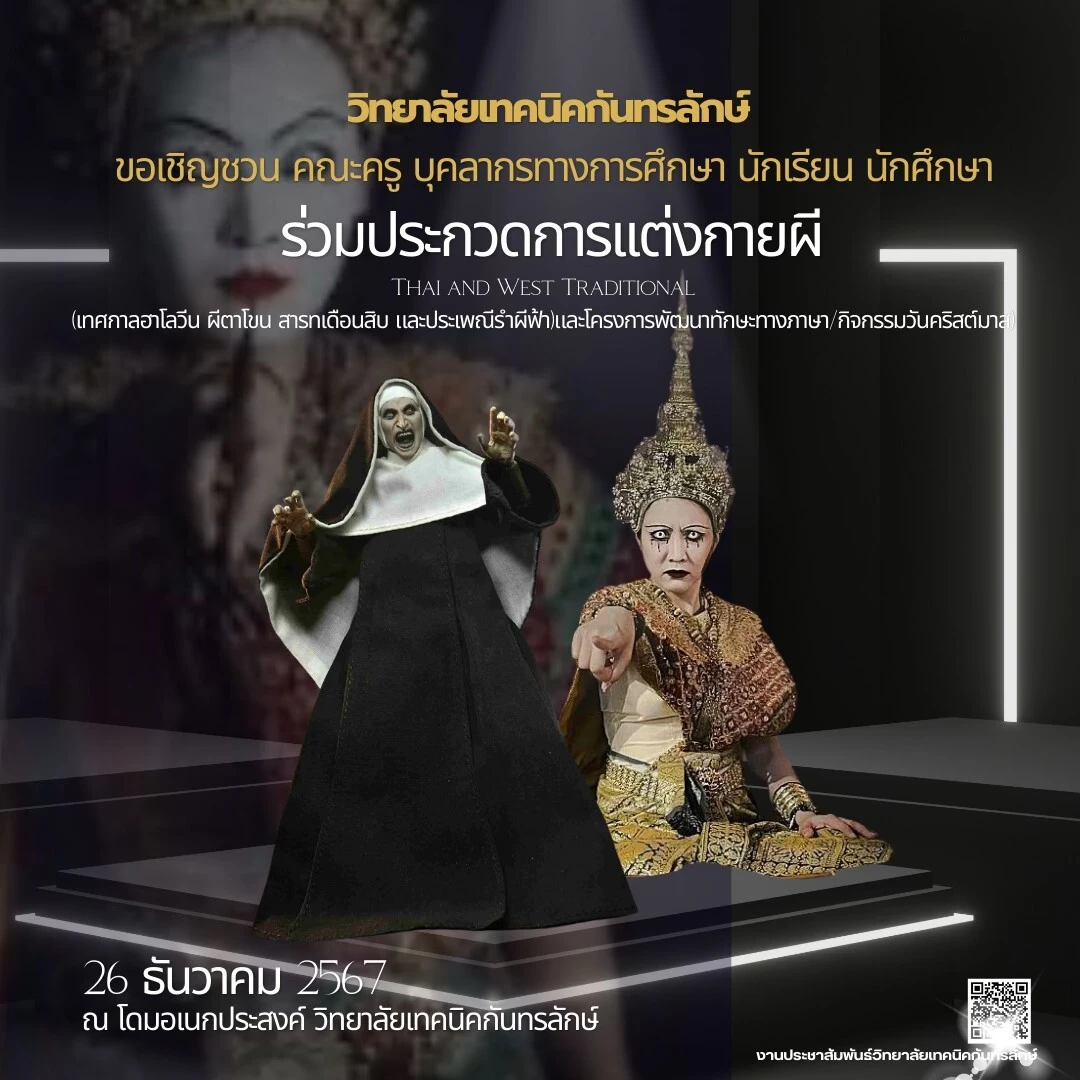 วิทยาลัยเทคนิคกันทรลักษ์
ขอเชิญชวน คณะครู บุคลากรทางการศึกษา นักเรียน นักศึกษา
ร่วมประกวดการแต่งกายผี
THAI AND WEST TRADITIONAL
(เทศกาลฮาโลวีน ผีตาโขน สารทเดือนสิบ และประเพณีรำผีฟ้า)และโครงการพัฒนาทักษะทางภาษา/กิจกรรมวันคริสต์มาส)
26 ธันวาคม 2567
ณ โดมอเนกประสงค์ วิทยาลัยเทคนิคกันทรลักษ์
งานประชาสัมพันธ์วิทยาลัยเทคนิคกันทรลักษ์